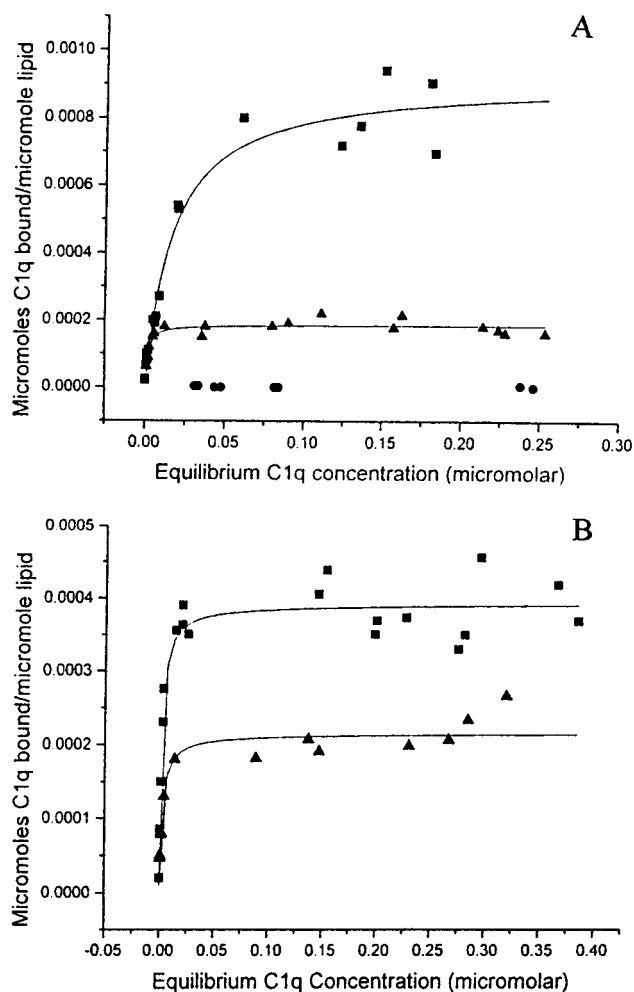 A
0.0010
0.0008
0.0006
0.0004
0.0002
0.0000
Micromoles C1q bound/micromole lipid
0.00 0.05 0.10 0.15 0.20 0.25 0.30
Equilibrium C1q concentration (micromolar)
B
0.0005
0.0004
0.0003
0.0002
0.0001
0.0000
Micromoles C1q bound/micromole lipid
-0.05 0.00 0.05 0.10 0.15 0.20 0.25 0.30 0.35 0.40
Equilibrium C1q Concentration (micromolar)